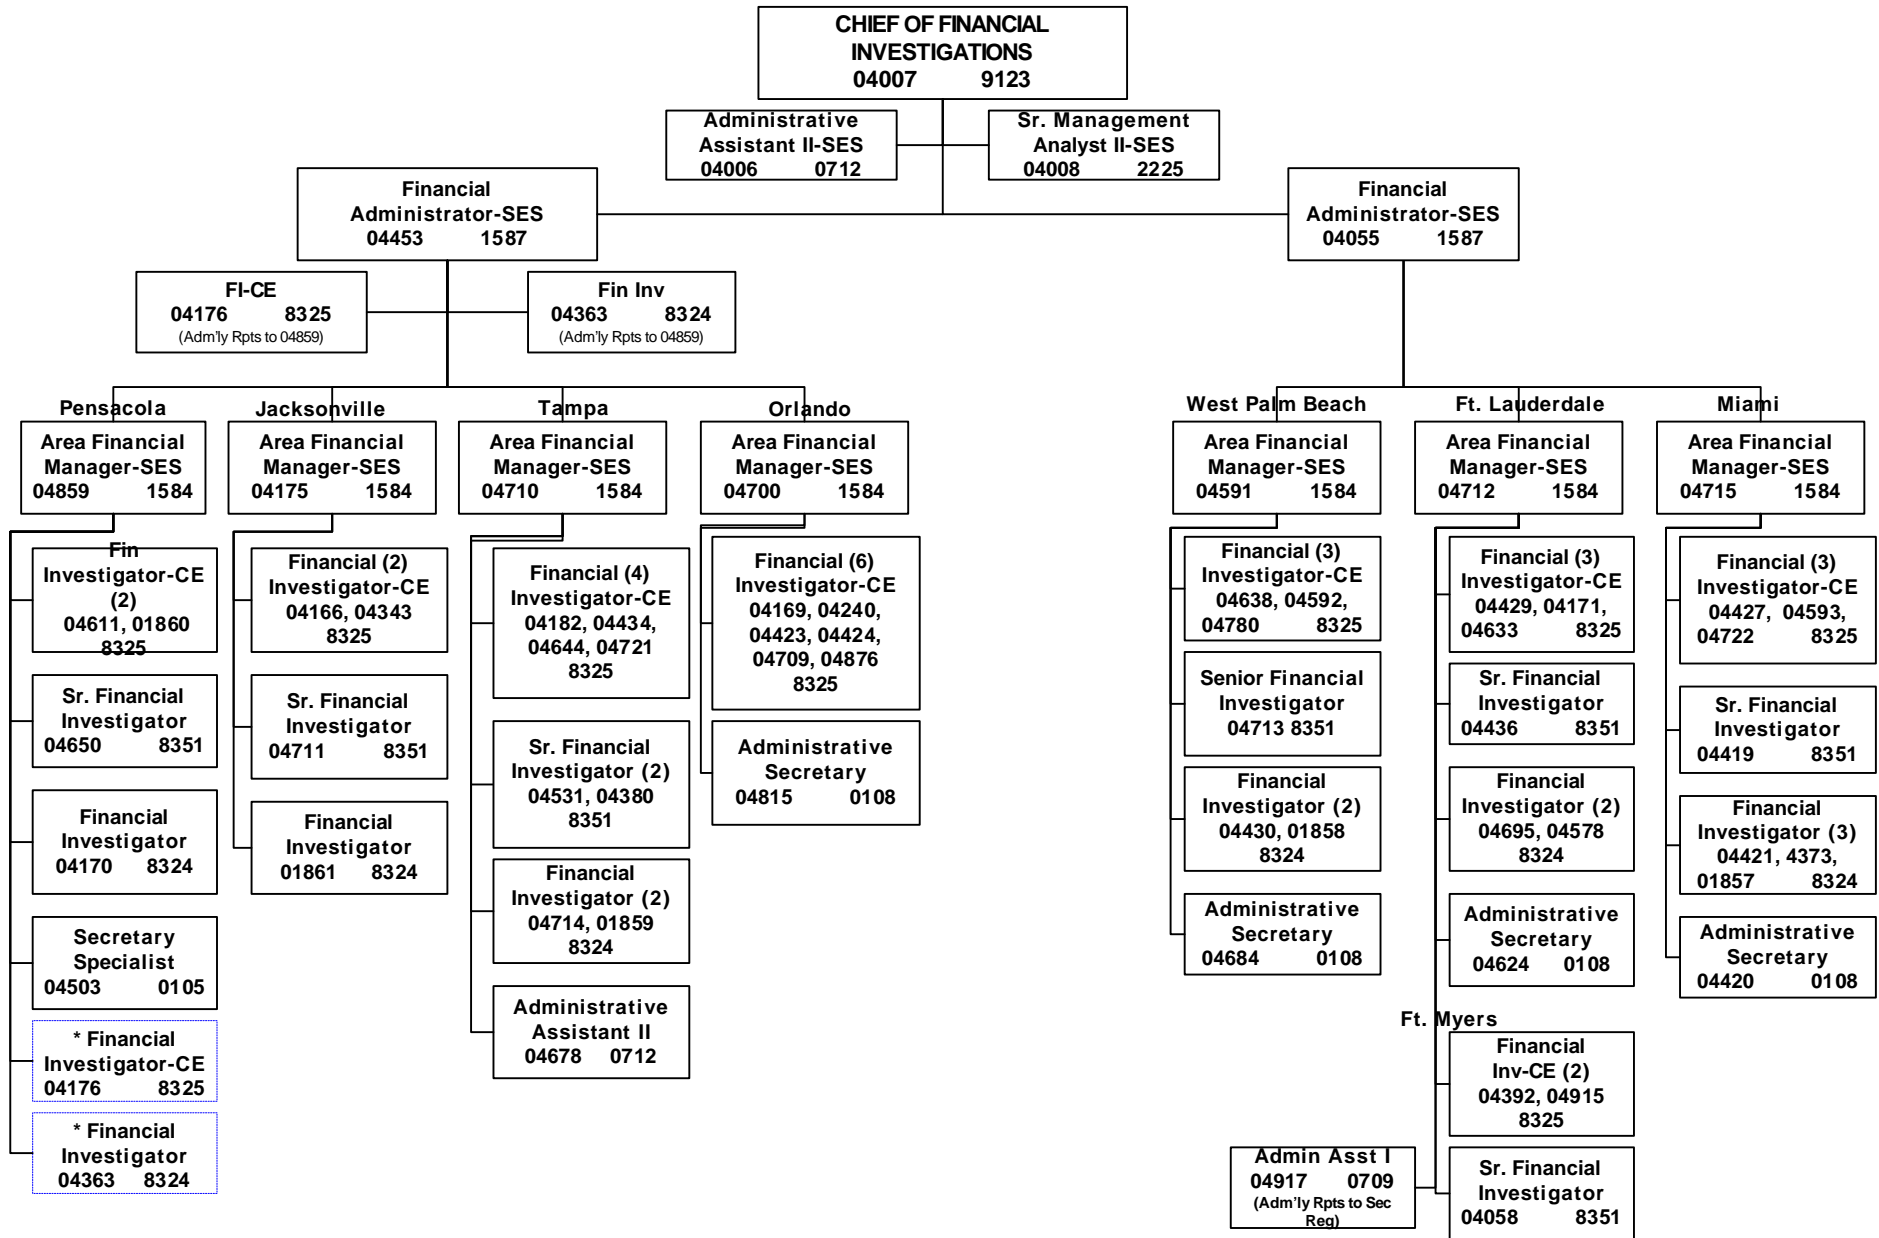 CHIEF OF FINANCIAL
INVESTIGATIONS
04007 9123
Administrative
Assistant II-SES
04006 0712
Sr. Management
Analyst II-SES
04008 2225
Financial
Administrator-SES
04453 1587
Financial
Administrator-SES
04055 1587
FI-CE
04176 8325
(Adm'ly Rpts to 04859)
Fin Inv
04363 8324
(Adm'ly Rpts to 04859)
Pensacola
Area Financial
Manager-SES
04859 1584
Fin
Investigator-CE
(2)
04611, 01860
8325
Sr. Financial
Investigator
04650 8351
Financial
Investigator
04170 8324
Secretary
Specialist
04503 0105
* Financial
Investigator-CE
04176 8325
* Financial
Investigator
04363 8324
Jacksonville
Area Financial
Manager-SES
04175 1584
Financial (2)
Investigator-CE
04166, 04343
8325
Sr. Financial
Investigator
04711 8351
Financial
Investigator
01861 8324
Tampa
Area Financial
Manager-SES
04710 1584
Financial (4)
Investigator-CE
04182, 04434,
04644, 04721
8325
Sr. Financial
Investigator (2)
04531, 04380
8351
Financial
Investigator (2)
04714, 01859
8324
Administrative
Assistant II
04678 0712
Orlando
Area Financial
Manager-SES
04700 1584
Financial (6)
Investigator-CE
04169, 04240,
04423, 04424,
04709, 04876
8325
Administrative
Secretary
04815 0108
West Palm Beach
Area Financial
Manager-SES
04591 1584
Financial (3)
Investigator-CE
04638, 04592,
04780 8325
Senior Financial
Investigator
04713 8351
Financial
Investigator (2)
04430, 01858
8324
Administrative
Secretary
04684 0108
Ft. Lauderdale
Area Financial
Manager-SES
04712 1584
Financial (3)
Investigator-CE
04429, 04171,
04633 8325
Sr. Financial
Investigator
04436 8351
Financial
Investigator (2)
04695, 04578
8324
Administrative
Secretary
04624 0108
Ft. Myers
Financial
Inv-CE (2)
04392, 04915
8325
Admin Asst I
04917 0709
(Adm'ly Rpts to Sec
Reg)
Sr. Financial
Investigator
04058 8351
Miami
Area Financial
Manager-SES
04715 1584
Financial (3)
Investigator-CE
04427, 04593,
04722 8325
Sr. Financial
Investigator
04419 8351
Financial
Investigator (3)
04421, 4373,
01857 8324
Administrative
Secretary
04420 0108